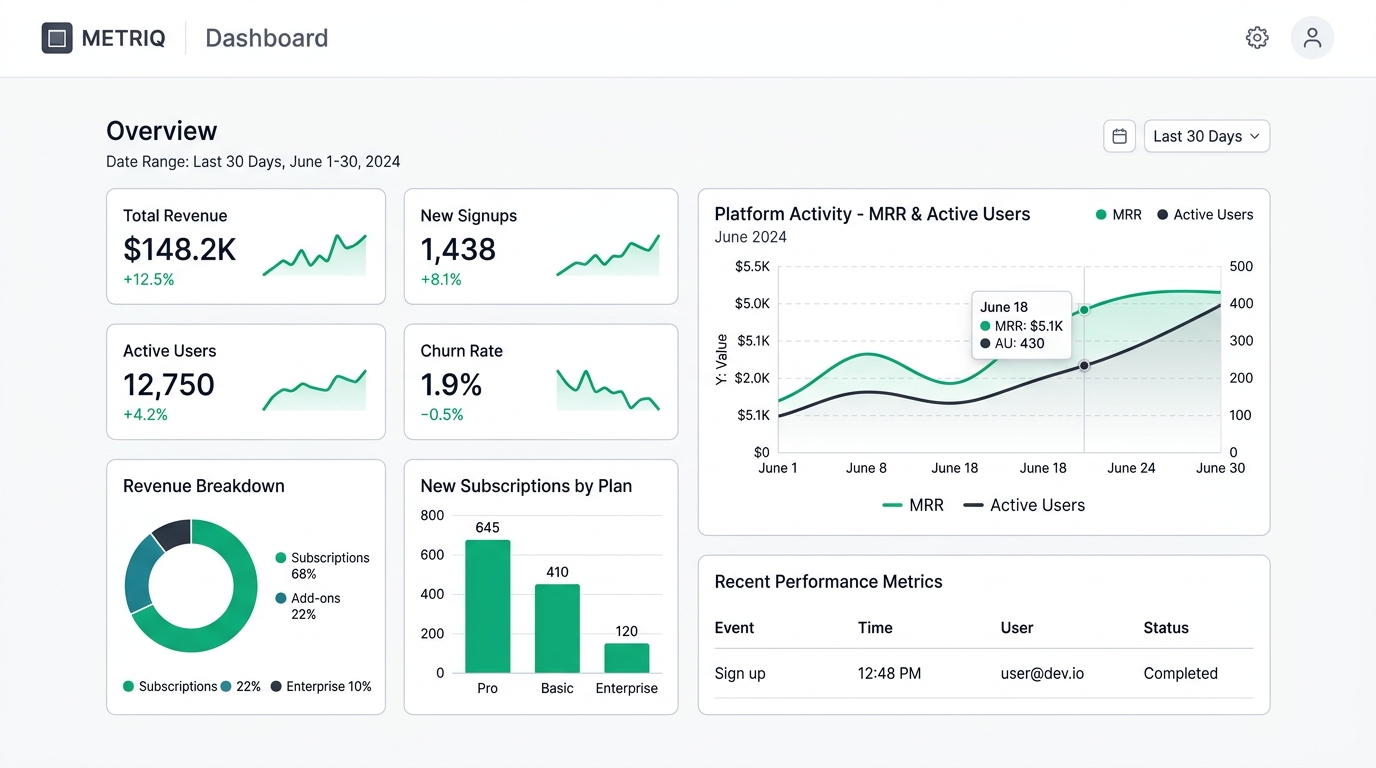 METRIQ
Dashboard
Overview
Date Range: Last 30 Days, June 1-30, 2024
Last 30 Days
Total Revenue
$148.2K
+12.5%
New Signups
1,438
+8.1%
Active Users
12,750
+4.2%
Churn Rate
1.9%
−0.5%
Revenue Breakdown
Subscriptions
68%
Add-ons
22%
Subscriptions 22% Enterprise 10%
New Subscriptions by Plan
800
600
400
200
0
645
410
120
Pro Basic Enterprise
Platform Activity - MRR & Active Users
MRR Active Users
June 2024
Y: Value
$5.5K
$5.0K
$5.1K
$2.0K
$5.1K
$0
500
400
300
200
100
0
June 18
MRR: $5.1K
AU: 430
June 1 June 8 June 18 June 18 June 24 June 30
MRR Active Users
Recent Performance Metrics
Event Time User Status
Sign up 12:48 PM user@dev.io Completed